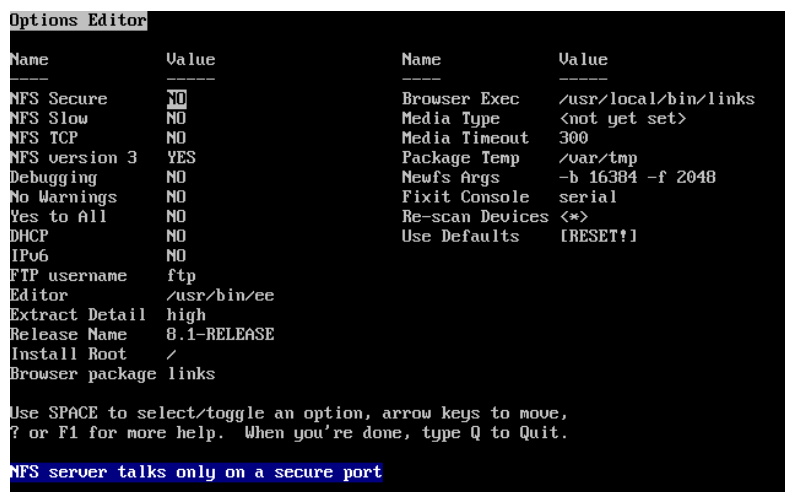 Options Editor
Name Value Name Value
---- ----- ---- -----
NFS Secure NO Browser Exec /usr/local/bin/links
NFS Slow NO Media Type <not yet set>
NFS TCP NO Media Timeout 300
NFS version 3 YES Package Temp /var/tmp
Debugging NO Newfs Args -b 16384 -f 2048
No Warnings NO Fixit Console serial
Yes to All NO Re-scan Devices <*>
DHCP NO Use Defaults [RESET!]
IPv6 NO
FTP username ftp
Editor /usr/bin/ee
Extract Detail high
Release Name 8.1-RELEASE
Install Root /
Browser package links
Use SPACE to select/toggle an option, arrow keys to move,
? or F1 for more help. When you're done, type Q to Quit.
NFS server talks only on a secure port